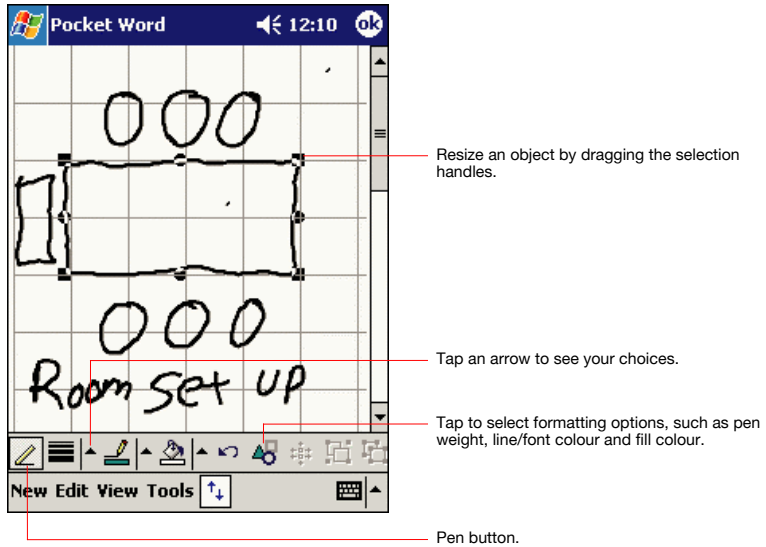 Pocket Word 12:10 ok
Resize an object by dragging the selection
handles.
Room set up
Tap an arrow to see your choices.
Tap to select formatting options, such as pen
weight, line/font colour and fill colour.
New Edit View Tools
Pen button.